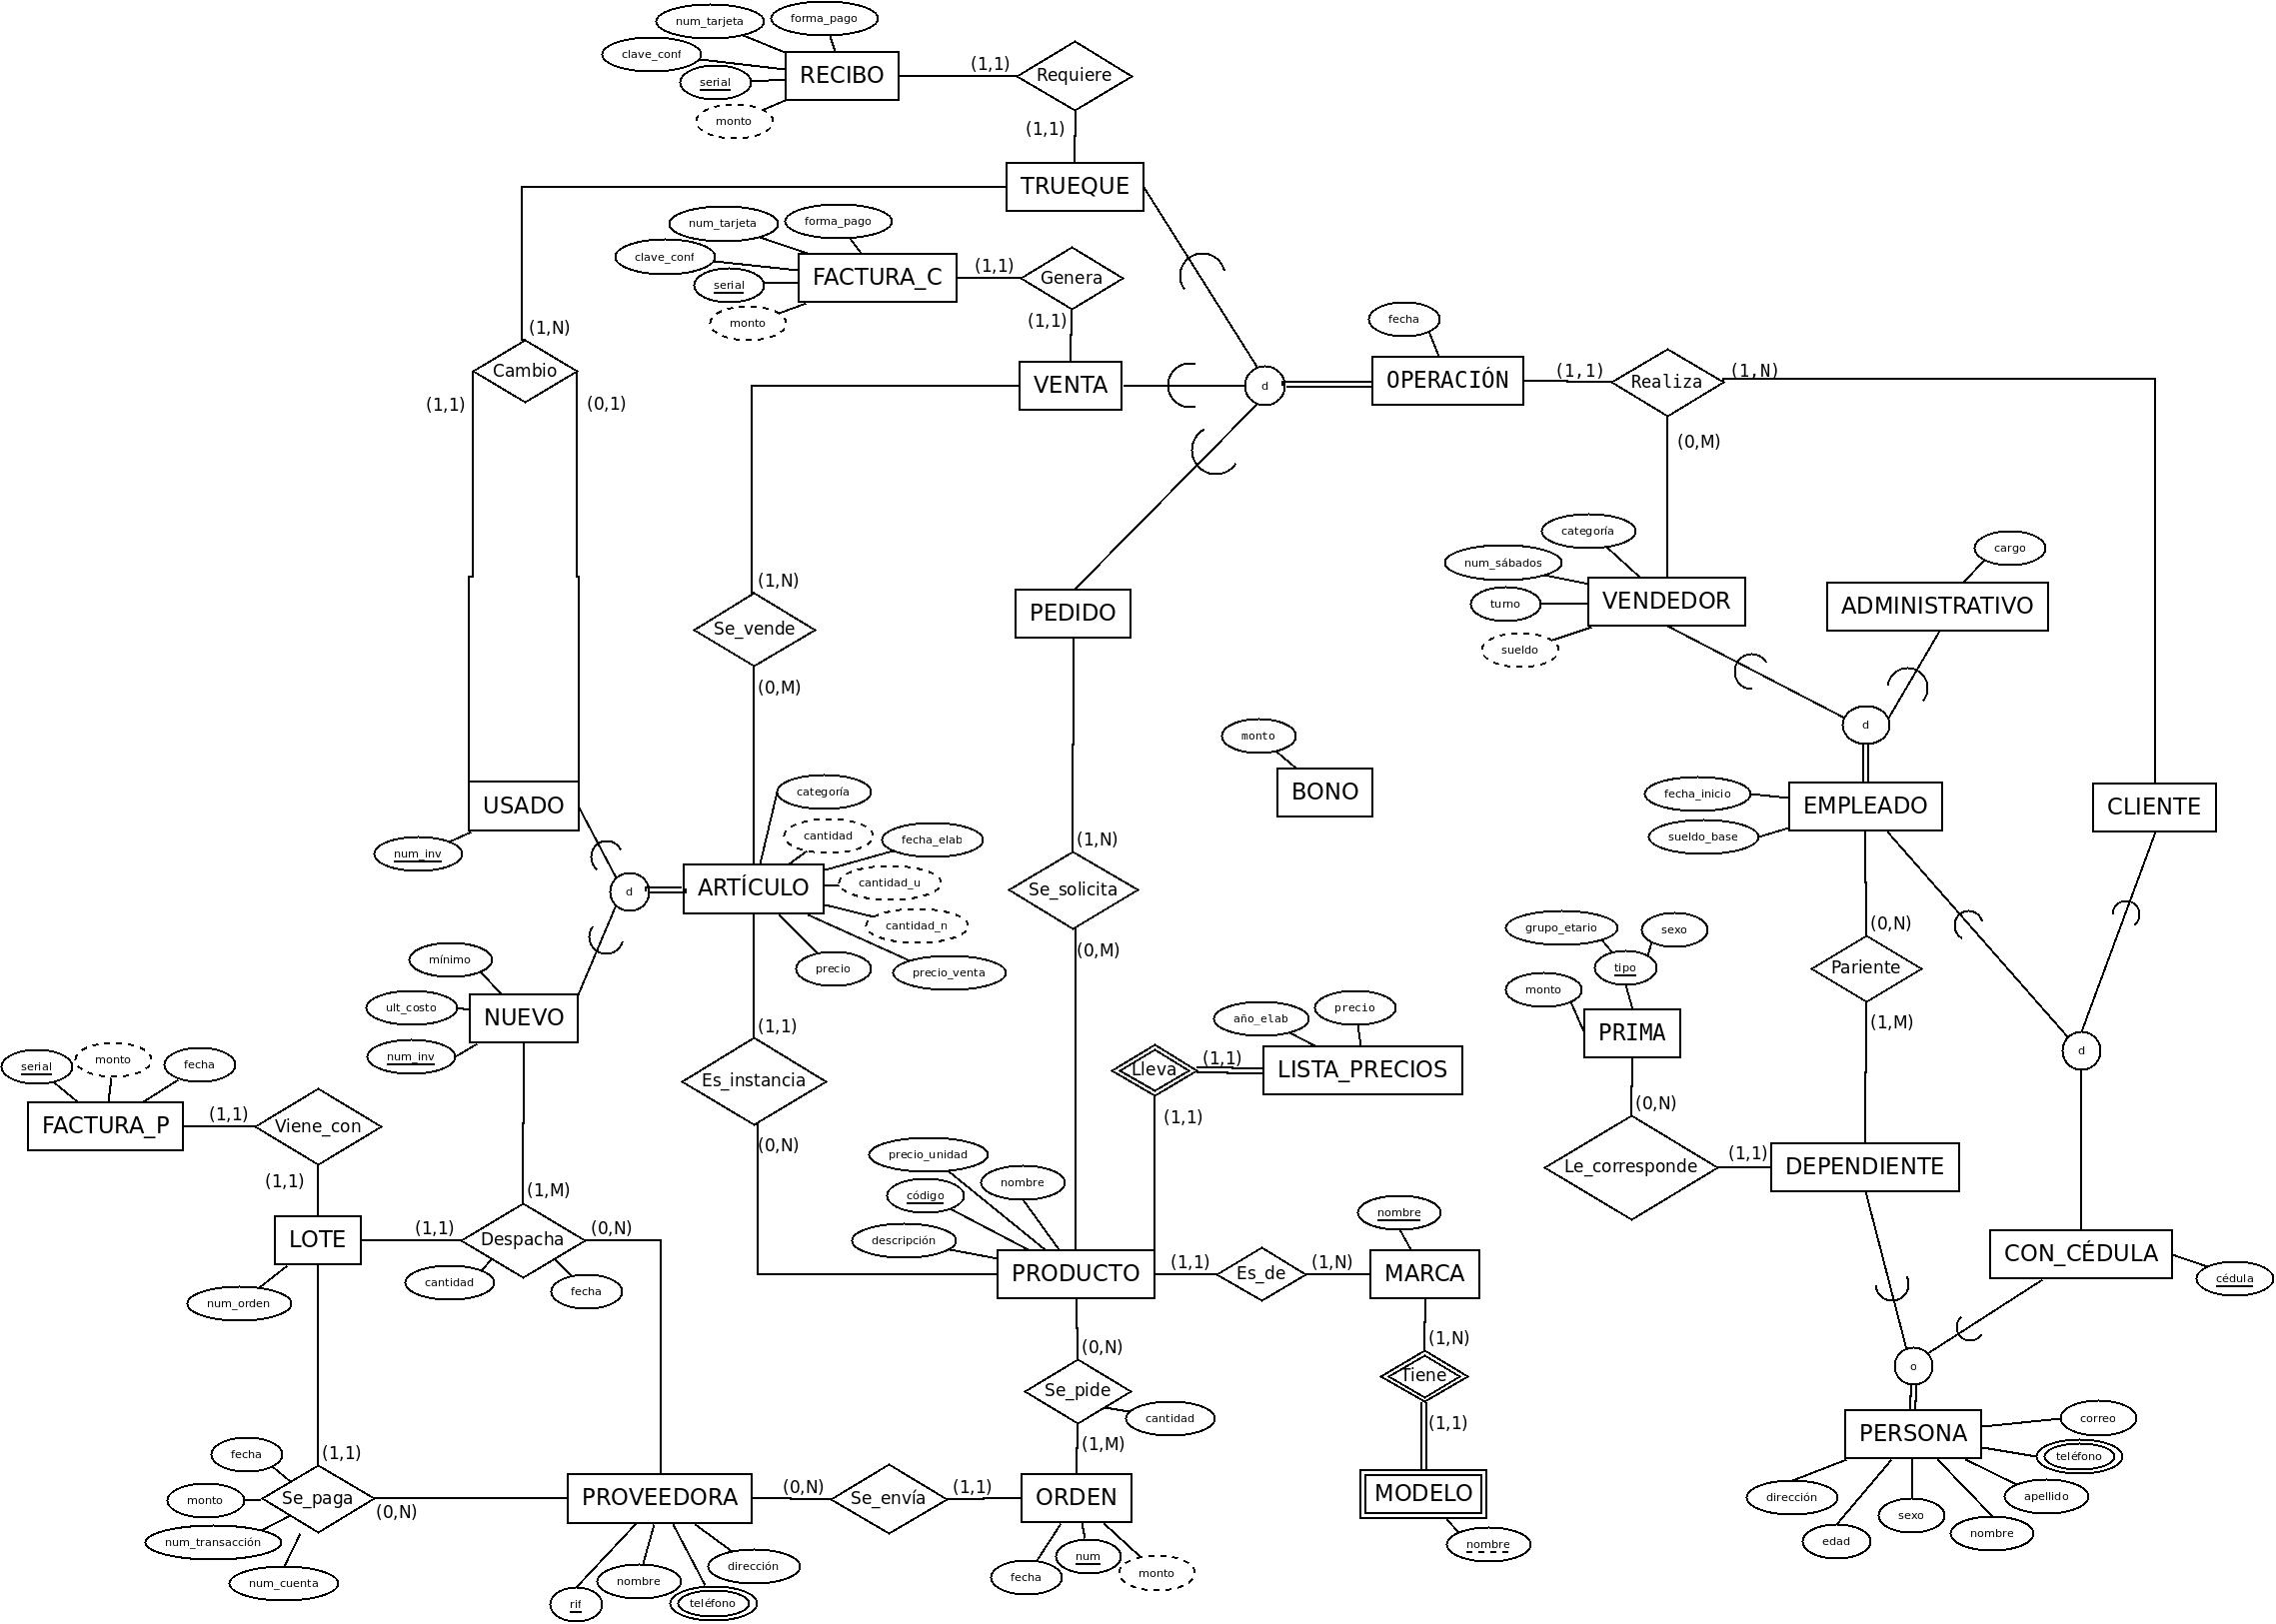 num_tarjeta
forma_pago
clave_conf
serial
monto
RECIBO
(1,1)
Requiere
(1,1)
TRUEQUE
num_tarjeta
forma_pago
clave_conf
serial
monto
FACTURA_C
(1,1)
Genera
(1,1)
VENTA
d
fecha
OPERACIÓN
(1,1)
Realiza
(1,N)
(0,M)
(1,N)
Cambio
(1,1)
(0,1)
(1,N)
Se_vende
(0,M)
PEDIDO
categoría
num_sábados
turno
sueldo
VENDEDOR
cargo
ADMINISTRATIVO
d
monto
BONO
fecha_inicio
sueldo_base
EMPLEADO
CLIENTE
USADO
num_inv
d
ARTÍCULO
categoría
cantidad
fecha_elab
cantidad_u
cantidad_n
precio
precio_venta
(1,N)
Se_solicita
(0,M)
mínimo
ult_costo
num_inv
NUEVO
(1,1)
Es_instancia
(0,N)
año_elab
precio
Lleva
(1,1)
LISTA_PRECIOS
(1,1)
grupo_etario
sexo
tipo
monto
PRIMA
(0,N)
Le_corresponde
(1,1)
(0,N)
Pariente
(1,M)
DEPENDIENTE
d
CON_CÉDULA
cédula
serial
monto
fecha
FACTURA_P
(1,1)
Viene_con
(1,1)
LOTE
num_orden
(1,1)
(1,M)
Despacha
(0,N)
cantidad
fecha
precio_unidad
código
nombre
descripción
PRODUCTO
(1,1)
Es_de
(1,N)
nombre
MARCA
(1,N)
Tiene
(1,1)
MODELO
nombre
(0,N)
Se_pide
cantidad
(1,M)
o
PERSONA
correo
teléfono
apellido
nombre
sexo
edad
dirección
fecha
monto
num_transacción
num_cuenta
(1,1)
Se_paga
(0,N)
PROVEEDORA
(0,N)
Se_envía
(1,1)
ORDEN
rif
nombre
teléfono
dirección
fecha
num
monto